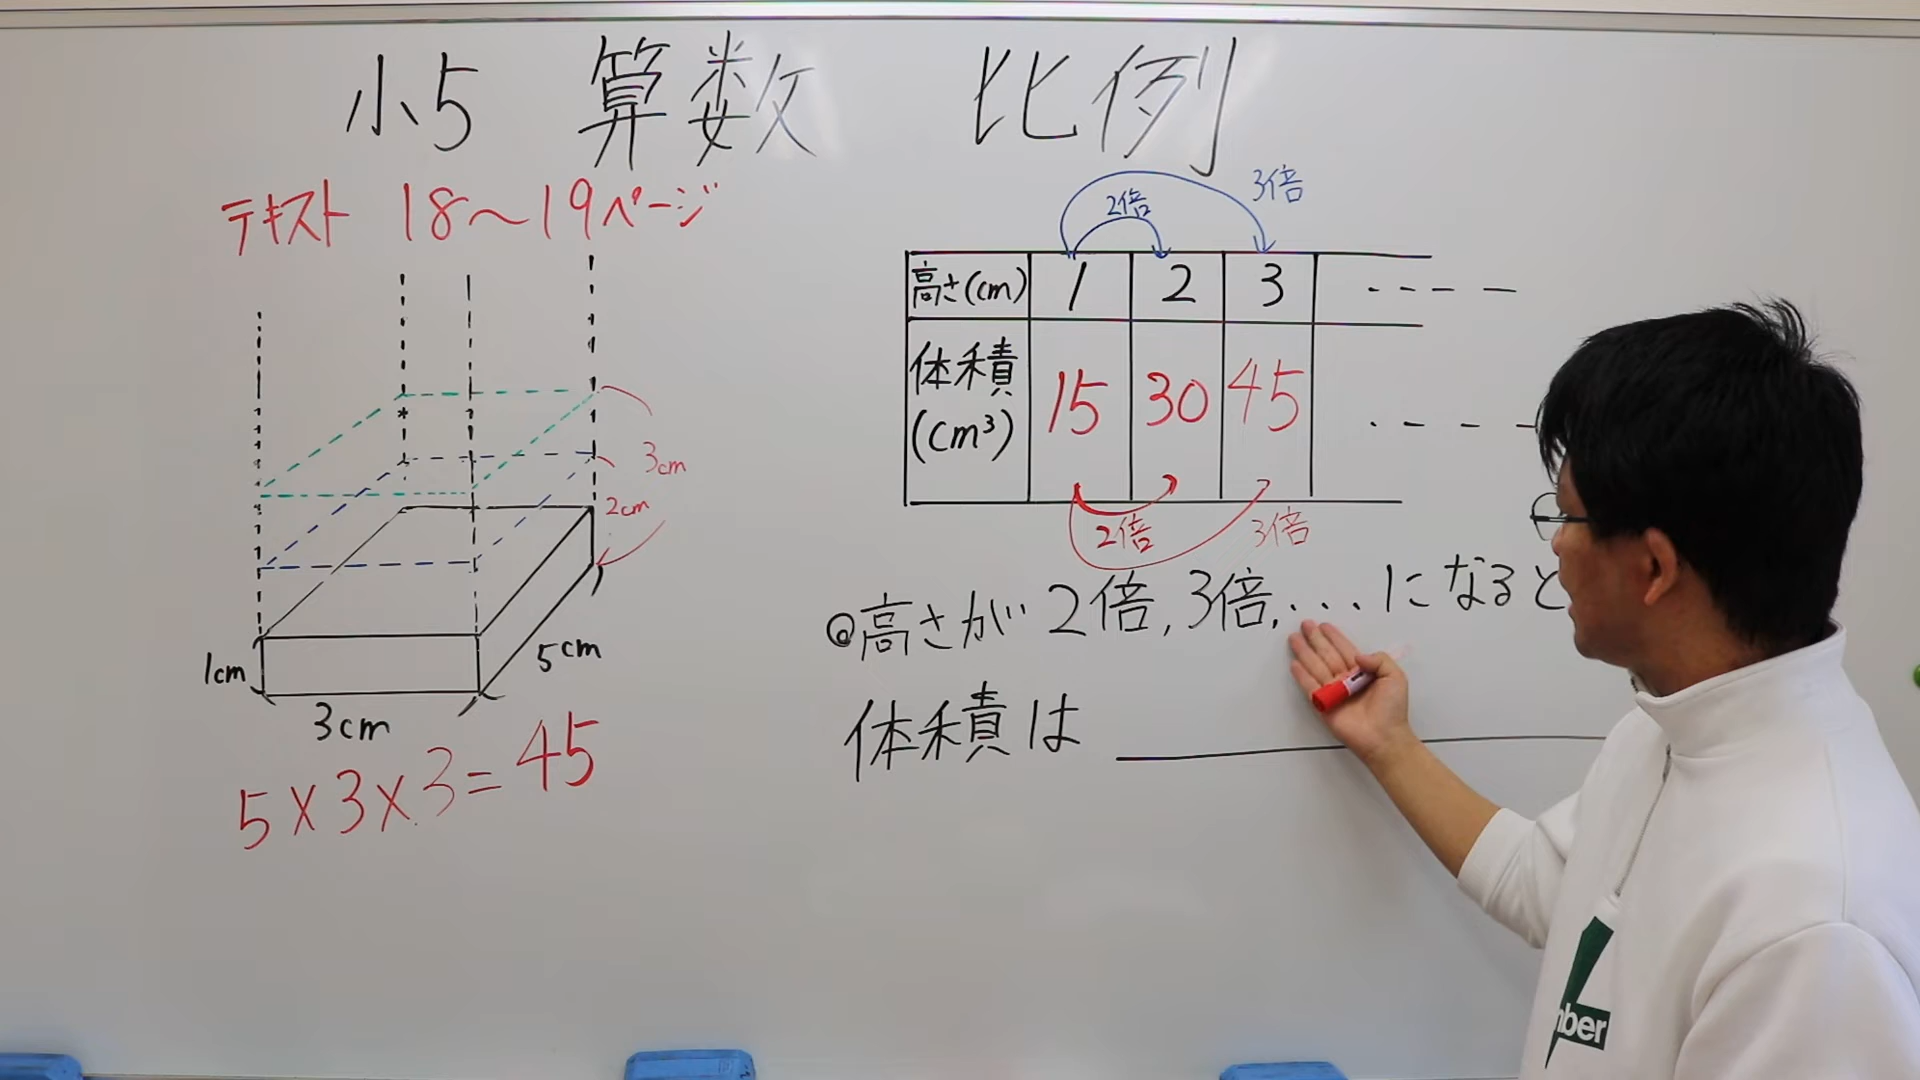 小5 算数 比例
テキスト 18〜19ページ
3cm
2cm
1cm
5cm
3cm
5×3×3=45
2倍
3倍
高さ(cm) 1 2 3 ----
体積(cm³) 15 30 45 ----
2倍
3倍
◎高さが2倍,3倍,...になると
体積は